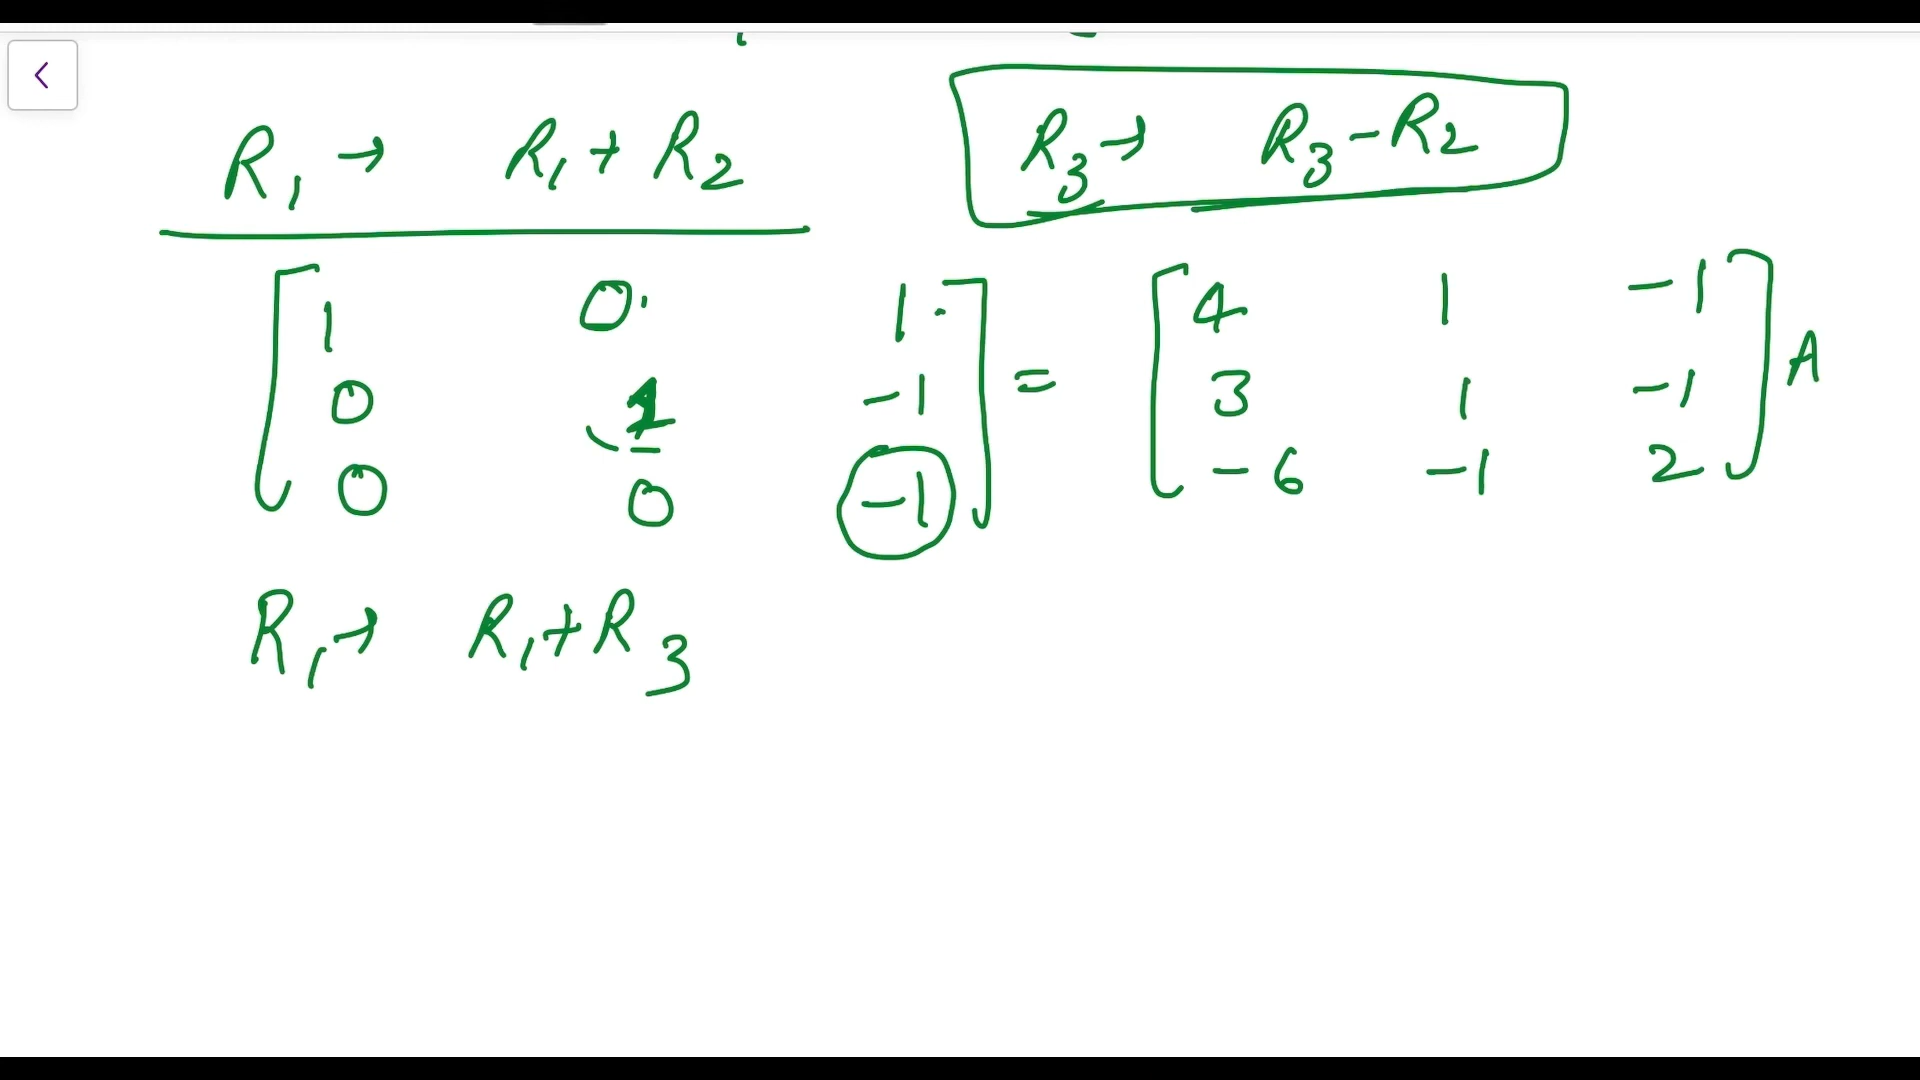 R₁ → R₁ + R₂ R₃ → R₃ - R₂
1 0 1 4 1 -1
0 1 -1 = 3 1 -1 A
0 0 -1 -6 -1 2
R₁ → R₁ + R₃